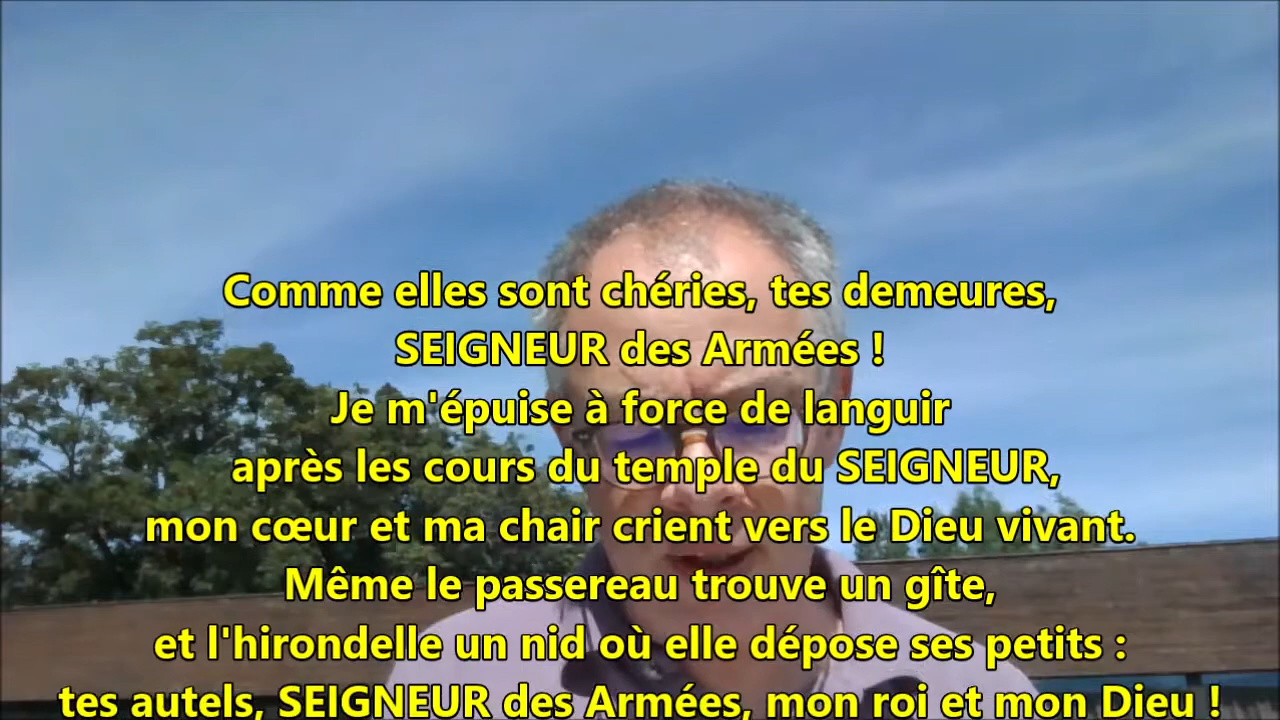 Comme elles sont chéries, tes demeures,
SEIGNEUR des Armées !
Je m'épuise à force de languir
après les cours du temple du SEIGNEUR,
mon cœur et ma chair crient vers le Dieu vivant.
Même le passereau trouve un gîte,
et l'hirondelle un nid où elle dépose ses petits :
tes autels, SEIGNEUR des Armées, mon roi et mon Dieu !